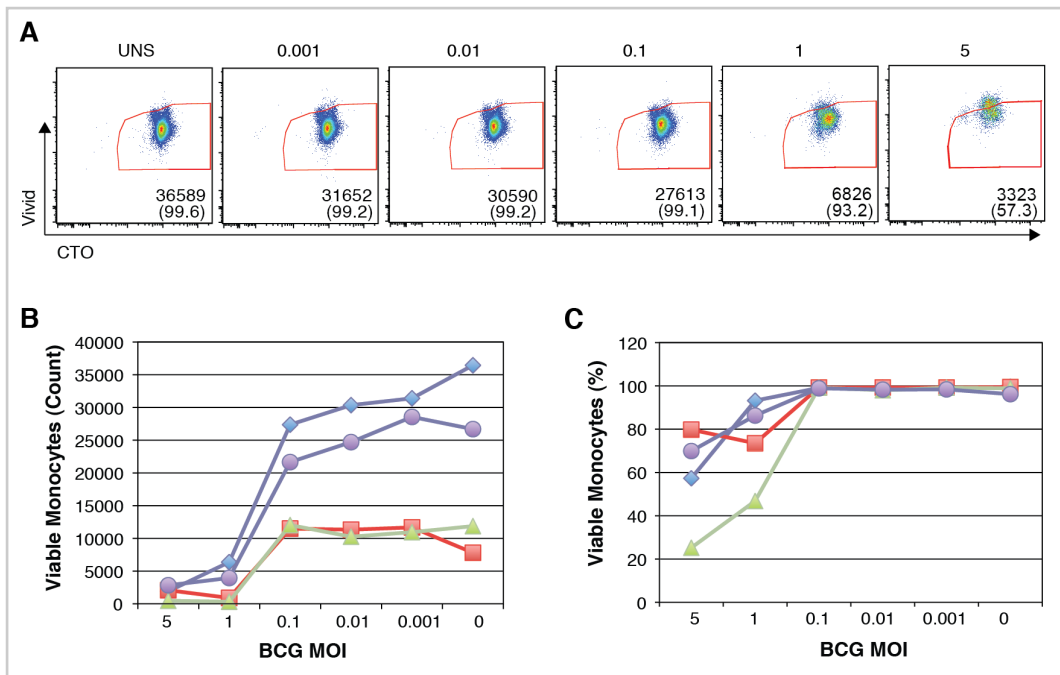 A
UNS 0.001 0.01 0.1 1 5
Vivid
36589 31652 30590 27613 6826 3323
(99.6) (99.2) (99.2) (99.1) (93.2) (57.3)
CTO
B
Viable Monocytes (Count)
40000
35000
30000
25000
20000
15000
10000
5000
0
5 1 0.1 0.01 0.001 0
BCG MOI
C
Viable Monocytes (%)
120
100
80
60
40
20
0
5 1 0.1 0.01 0.001 0
BCG MOI